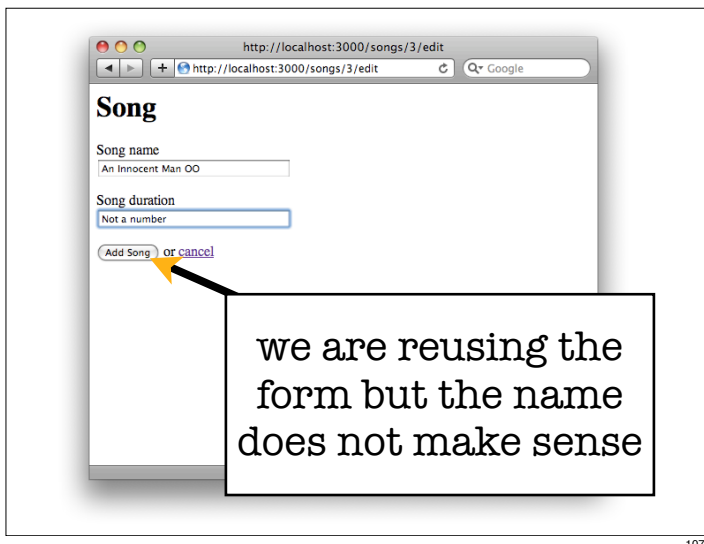 http://localhost:3000/songs/3/edit
http://localhost:3000/songs/3/edit Google
Song
Song name
An Innocent Man OO
Song duration
Not a number
Add Song or cancel
we are reusing the
form but the name
does not make sense
107